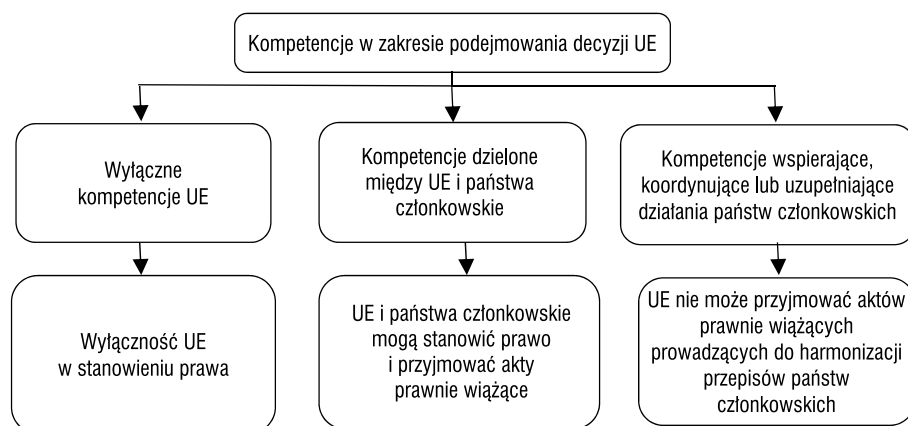 Kompetencje w zakresie podejmowania decyzji UE
Wyłączne
kompetencje UE
Kompetencje dzielone
między UE i państwa
członkowskie
Kompetencje wspierające,
koordynujące lub uzupełniające
działania państw członkowskich
Wyłączność UE
w stanowieniu prawa
UE i państwa członkowskie
mogą stanowić prawo
i przyjmować akty
prawnie wiążące
UE nie może przyjmować aktów
prawnie wiążących
prowadzących do harmonizacji
przepisów państw
członkowskich